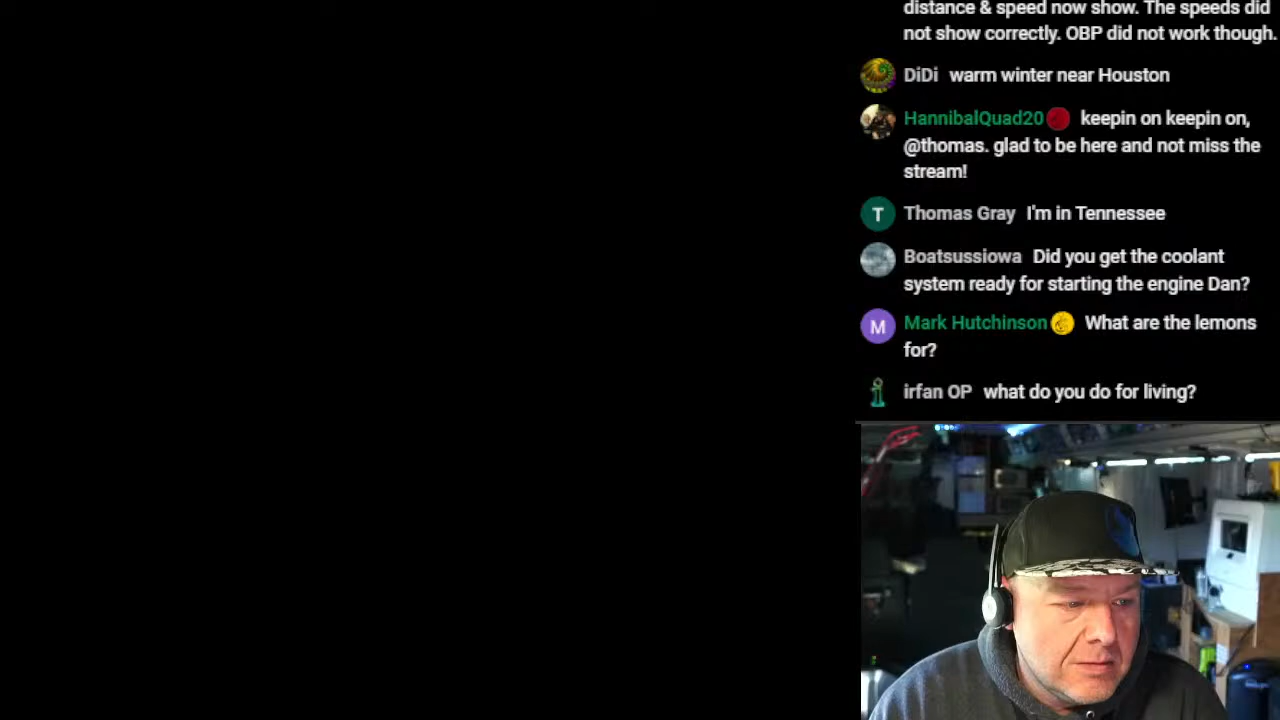 distance & speed now show. The speeds did
not show correctly. OBP did not work though.
DiDi warm winter near Houston
HannibalQuad20 keepin on keepin on,
@thomas. glad to be here and not miss the
stream!
T Thomas Gray I'm in Tennessee
Boatsussiowa Did you get the coolant
system ready for starting the engine Dan?
M Mark Hutchinson What are the lemons
for?
irfan OP what do you do for living?